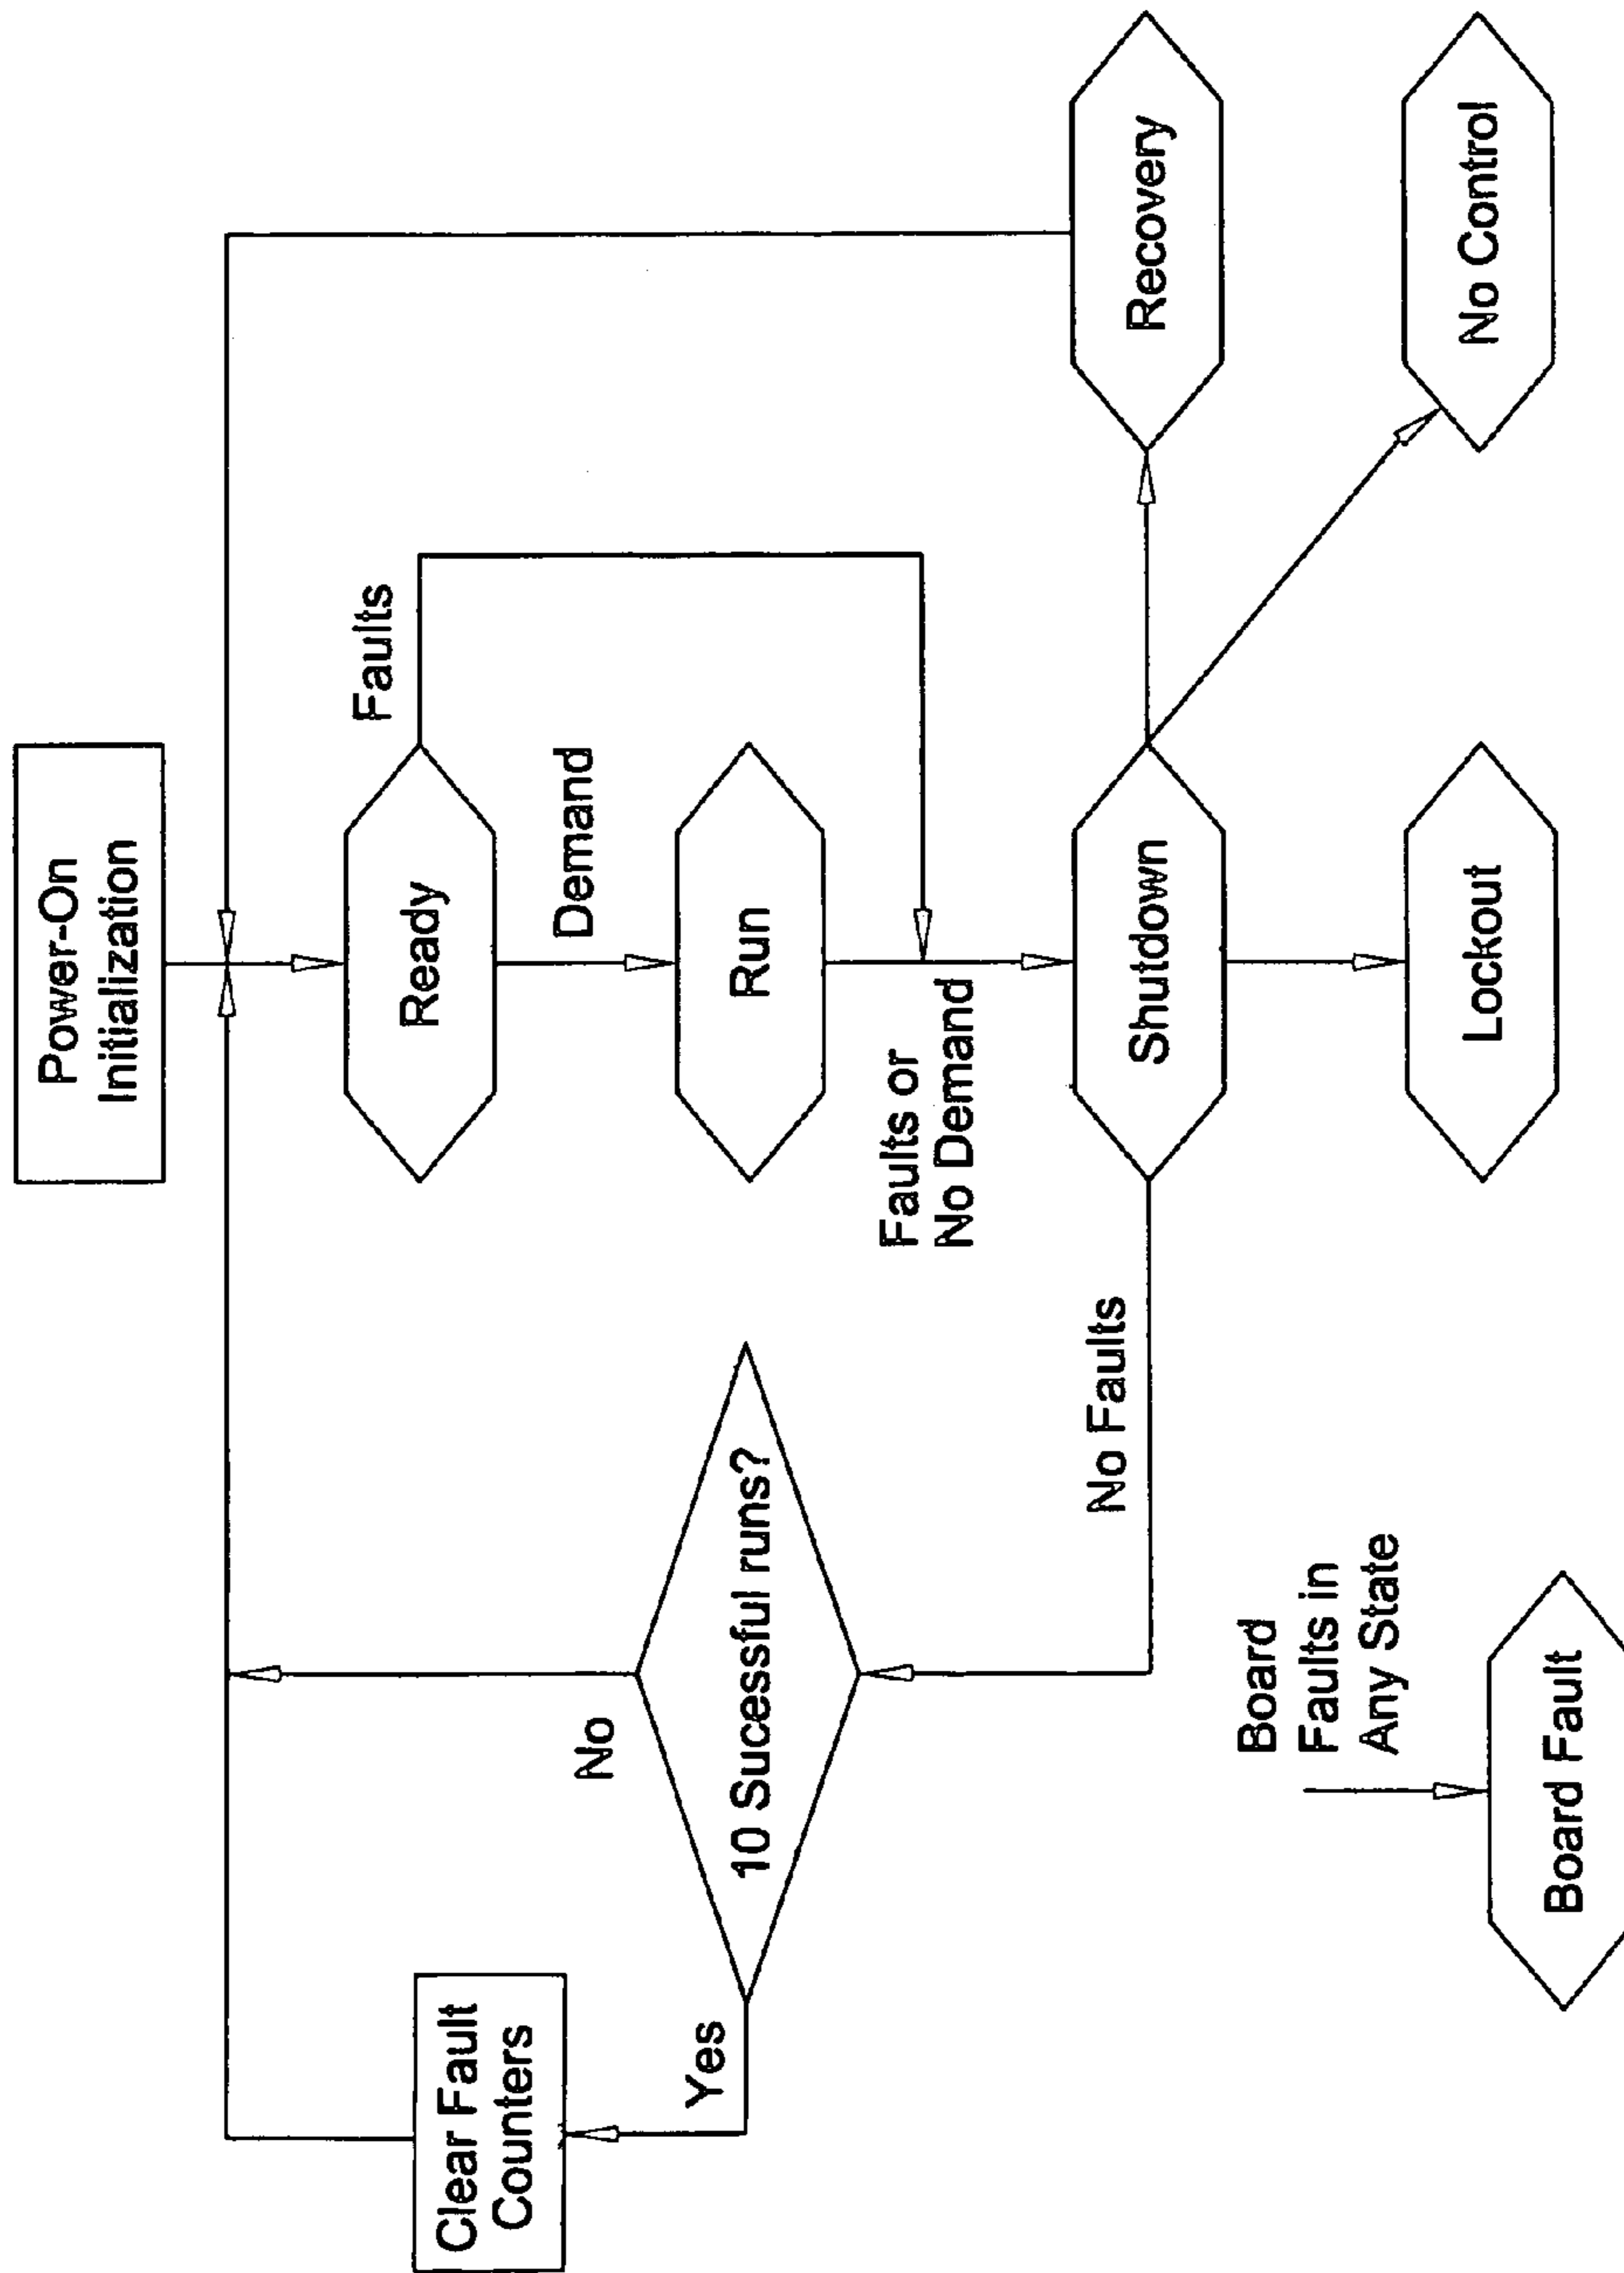 Power-On
Initialization
Ready
Faults
Demand
Run
Faults or
No Demand
Shutdown
Recovery
No Control
Lockout
No Faults
10 Sucessful runs?
No
Yes
Clear Fault
Counters
Board
Faults in
Any State
Board Fault